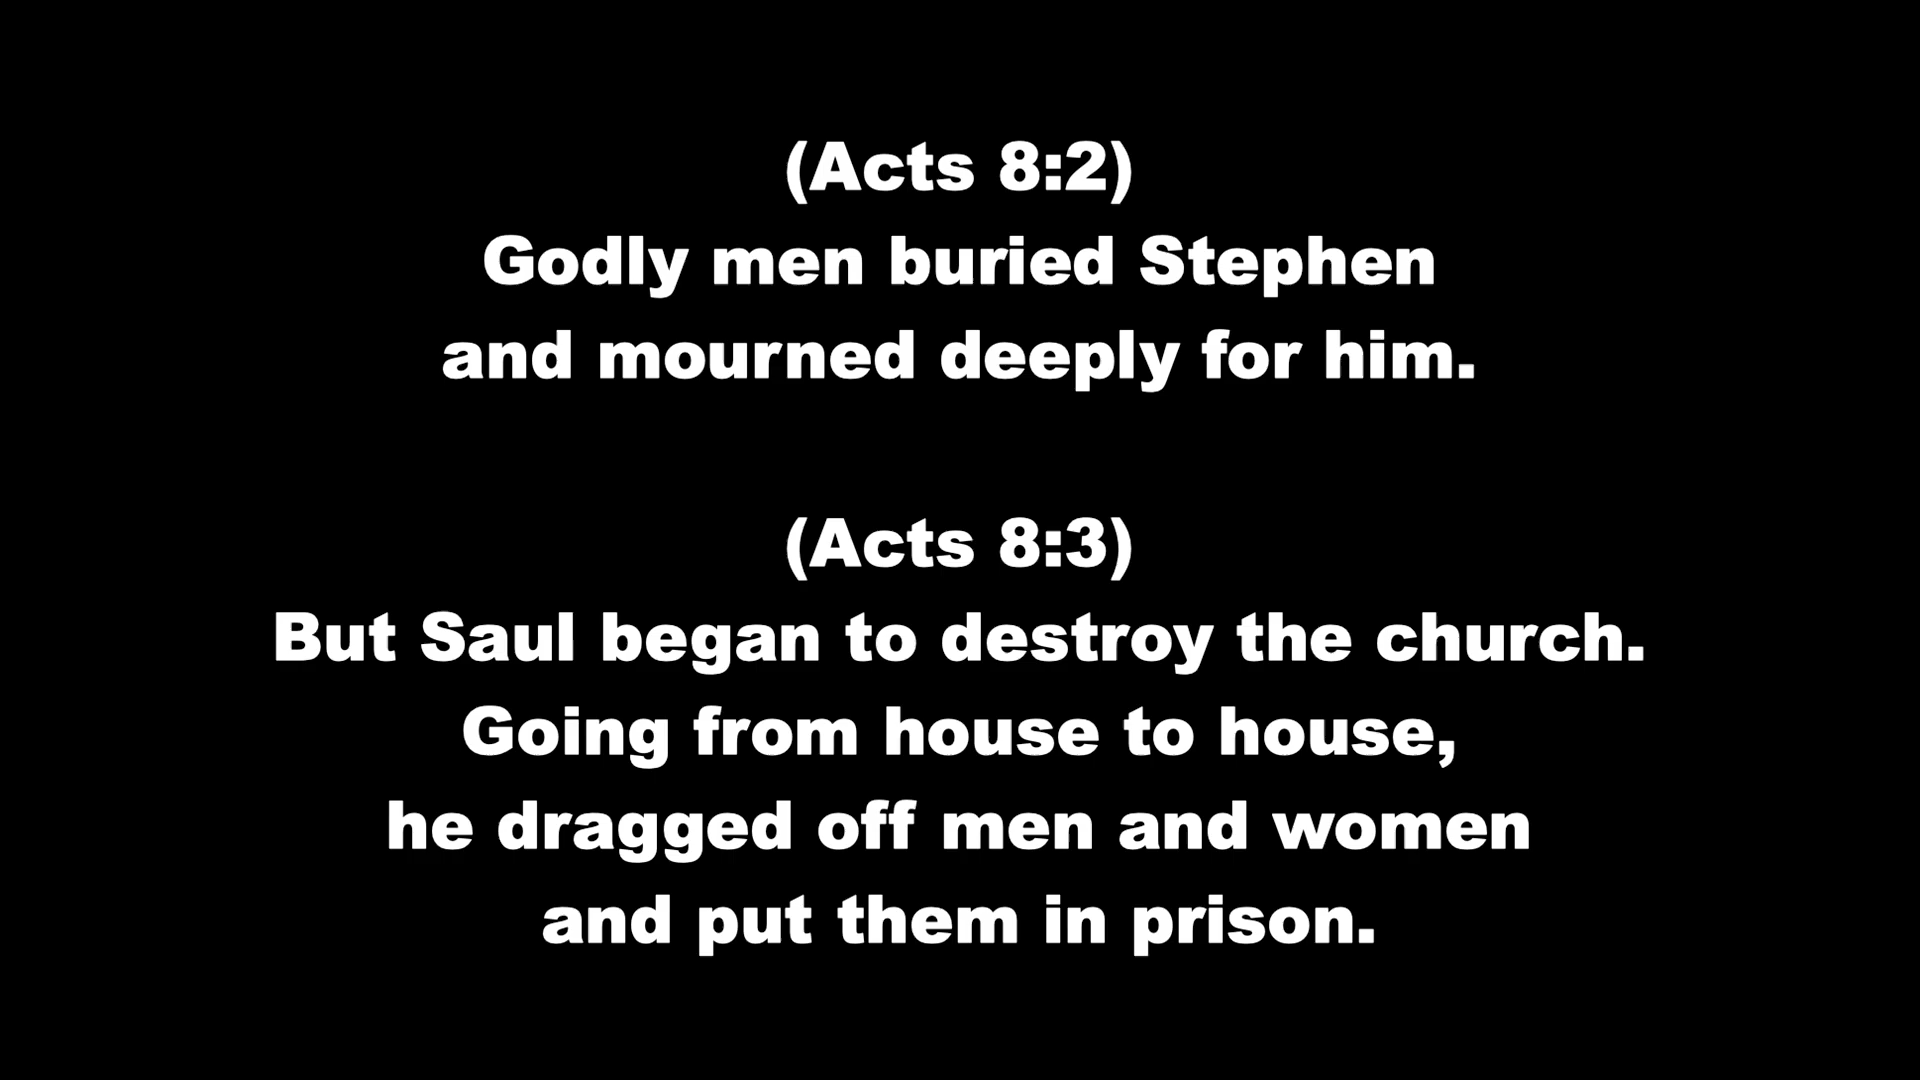 (Acts 8:2)
Godly men buried Stephen
and mourned deeply for him.
(Acts 8:3)
But Saul began to destroy the church.
Going from house to house,
he dragged off men and women
and put them in prison.